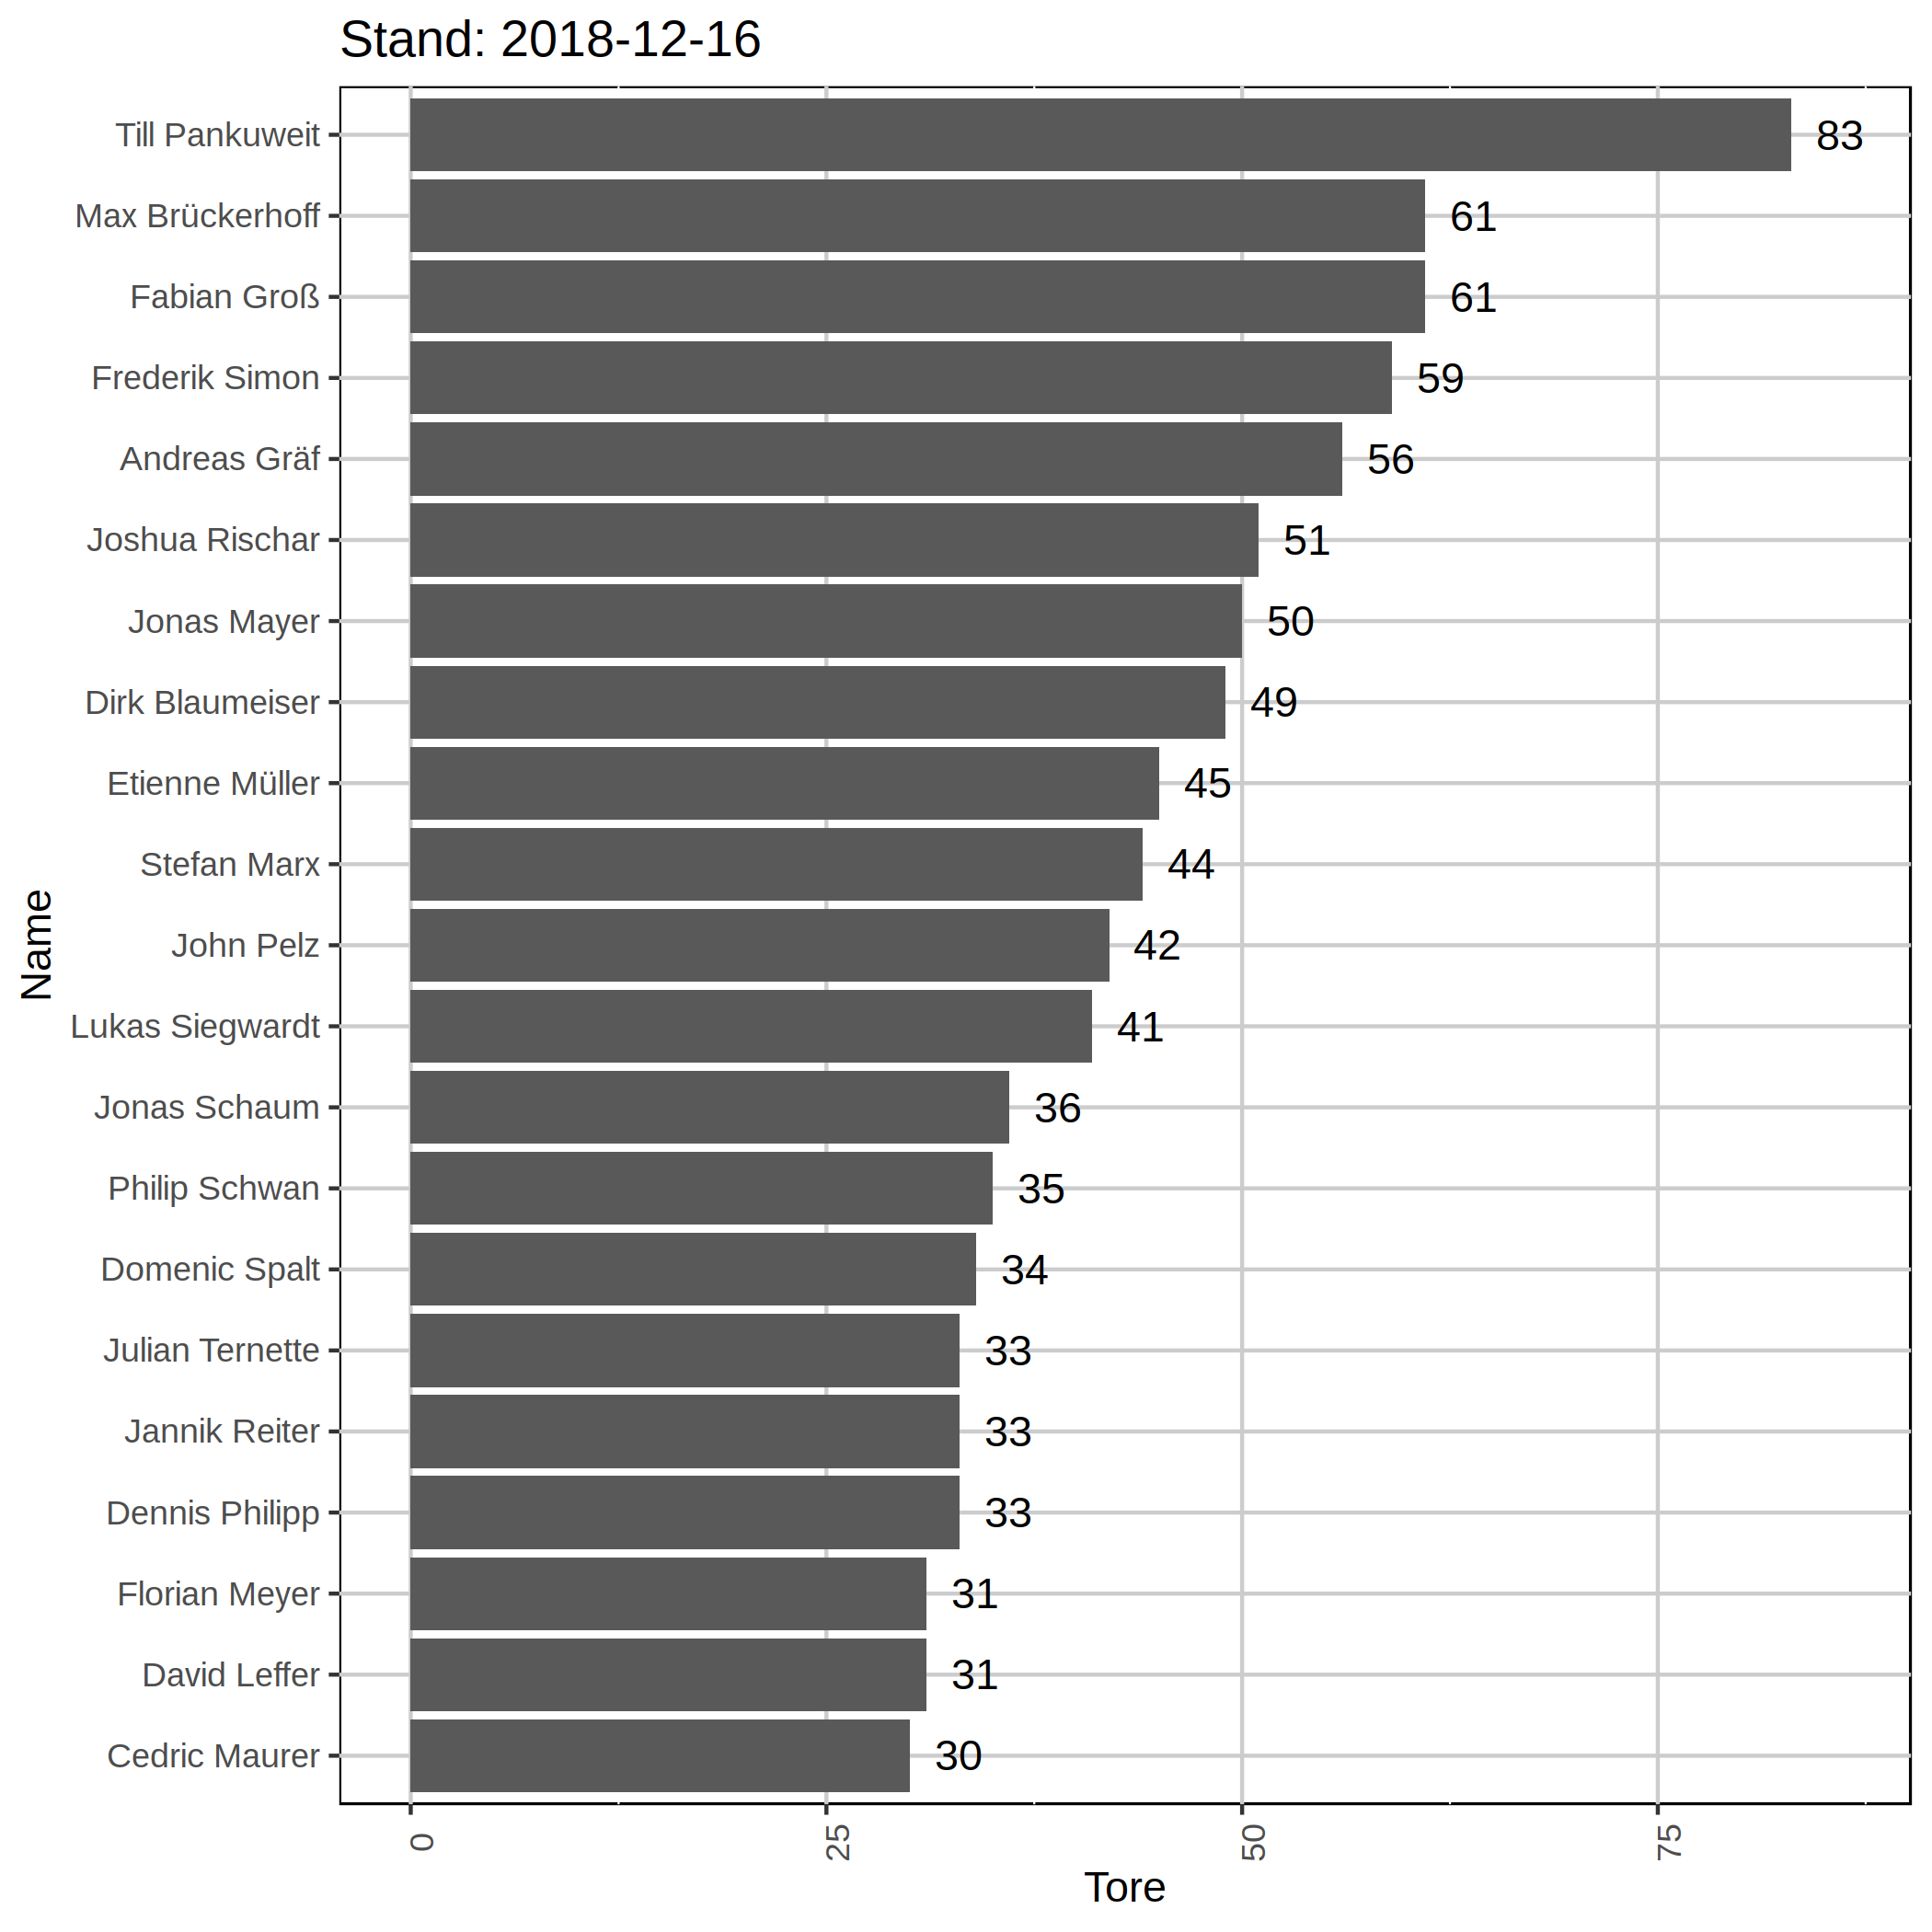 Stand: 2018-12-16
Till Pankuweit 83
Max Brückerhoff 61
Fabian Groß 61
Frederik Simon 59
Andreas Gräf 56
Joshua Rischar 51
Jonas Mayer 50
Dirk Blaumeiser 49
Etienne Müller 45
Stefan Marx 44
John Pelz 42
Lukas Siegwardt 41
Jonas Schaum 36
Philip Schwan 35
Domenic Spalt 34
Julian Ternette 33
Jannik Reiter 33
Dennis Philipp 33
Florian Meyer 31
David Leffer 31
Cedric Maurer 30
Name
0 25 50 75
Tore